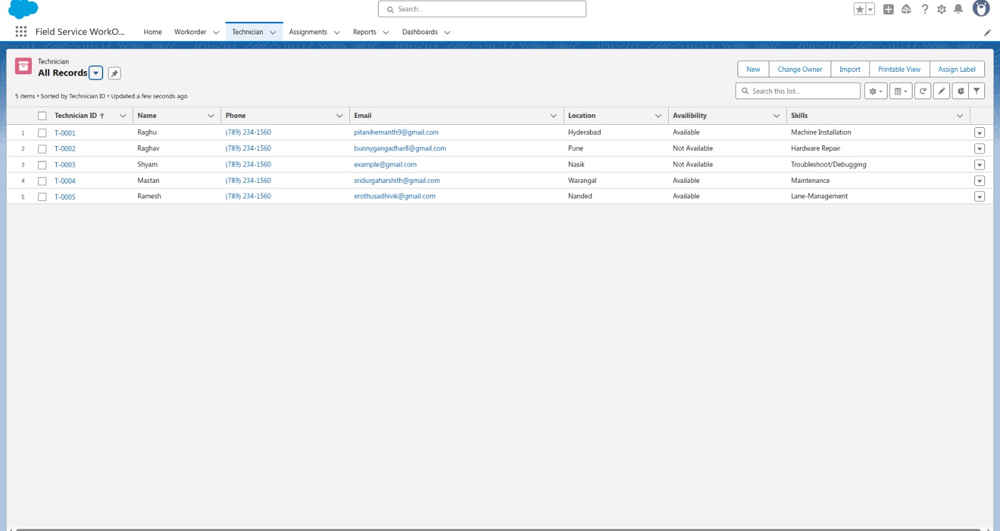 Search...
Field Service WorkO...
Home
Workorder
Technician
Assignments
Reports
Dashboards
Technician
All Records
New
Change Owner
Import
Printable View
Assign Label
5 items • Sorted by Technician ID • Updated a few seconds ago
Search this list...
Technician ID ↑ Name Phone Email Location Availibility Skills
1 T-0001 Raghu (789) 234-1560 pitanihemanth9@gmail.com Hyderabad Available Machine Installation
2 T-0002 Raghav (789) 234-1560 bunnygangadhar8@gmail.com Pune Not Available Hardware Repair
3 T-0003 Shyam (789) 234-1560 example@gmail.com Nasik Not Available Troubleshoot/Debugging
4 T-0004 Mastan (789) 234-1560 sridurgaharshith@gmail.com Warangal Available Maintenance
5 T-0005 Ramesh (789) 234-1560 erothusadhivik@gmail.com Nanded Available Lane-Management